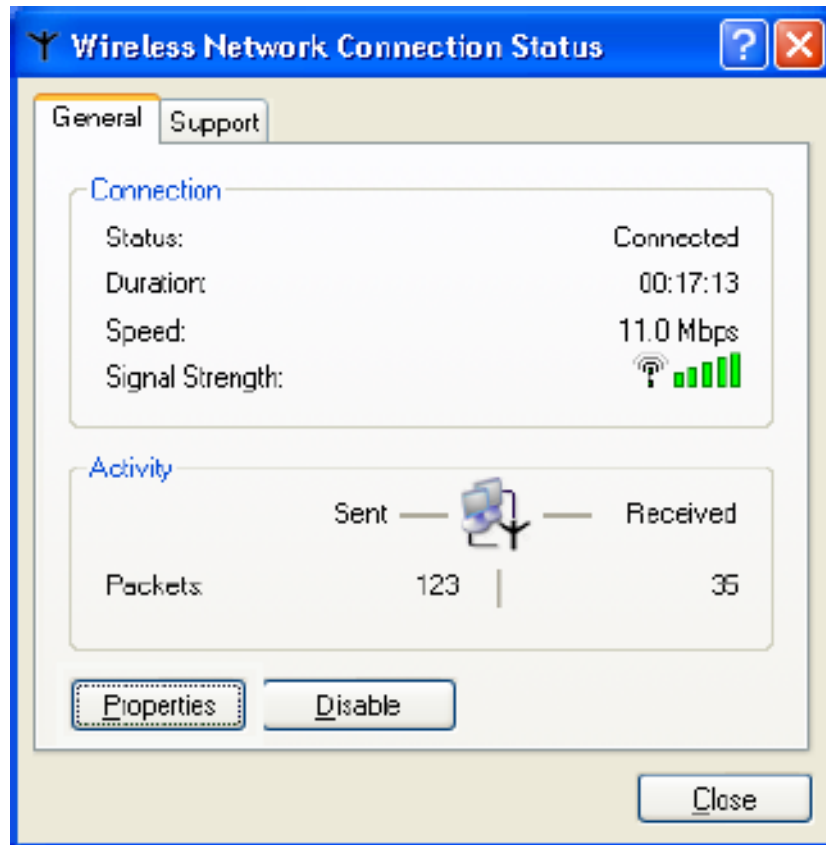 Wireless Network Connection Status
General Support
Connection
Status: Connected
Duration: 00:17:13
Speed: 11.0 Mbps
Signal Strength:
Activity
Sent Received
Packets: 123 35
Properties Disable
Close